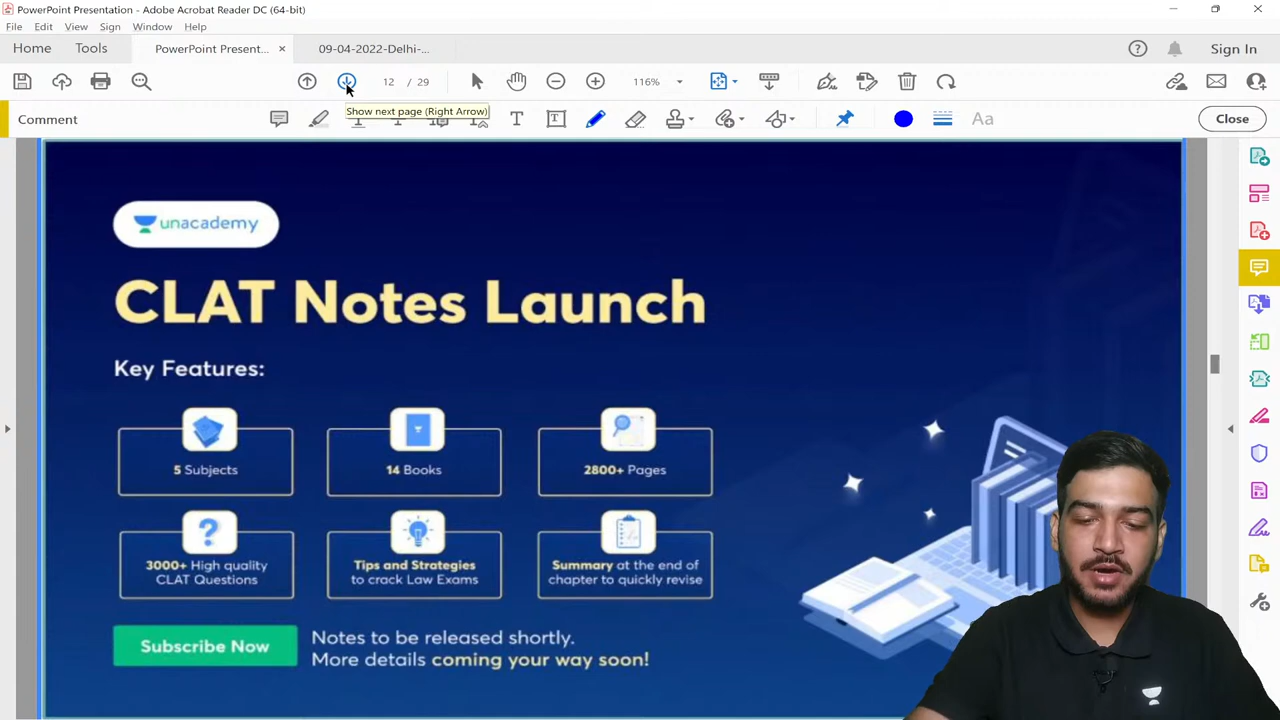 PowerPoint Presentation - Adobe Acrobat Reader DC (64-bit)
File Edit View Sign Window Help
Home Tools PowerPoint Present... × 09-04-2022-Delhi-... Sign In
12 / 29 116%
Show next page (Right Arrow)
Comment Aa Close
unacademy
CLAT Notes Launch
Key Features:
5 Subjects
14 Books
2800+ Pages
3000+ High quality
CLAT Questions
Tips and Strategies
to crack Law Exams
Summary at the end of
chapter to quickly revise
Subscribe Now
Notes to be released shortly.
More details coming your way soon!